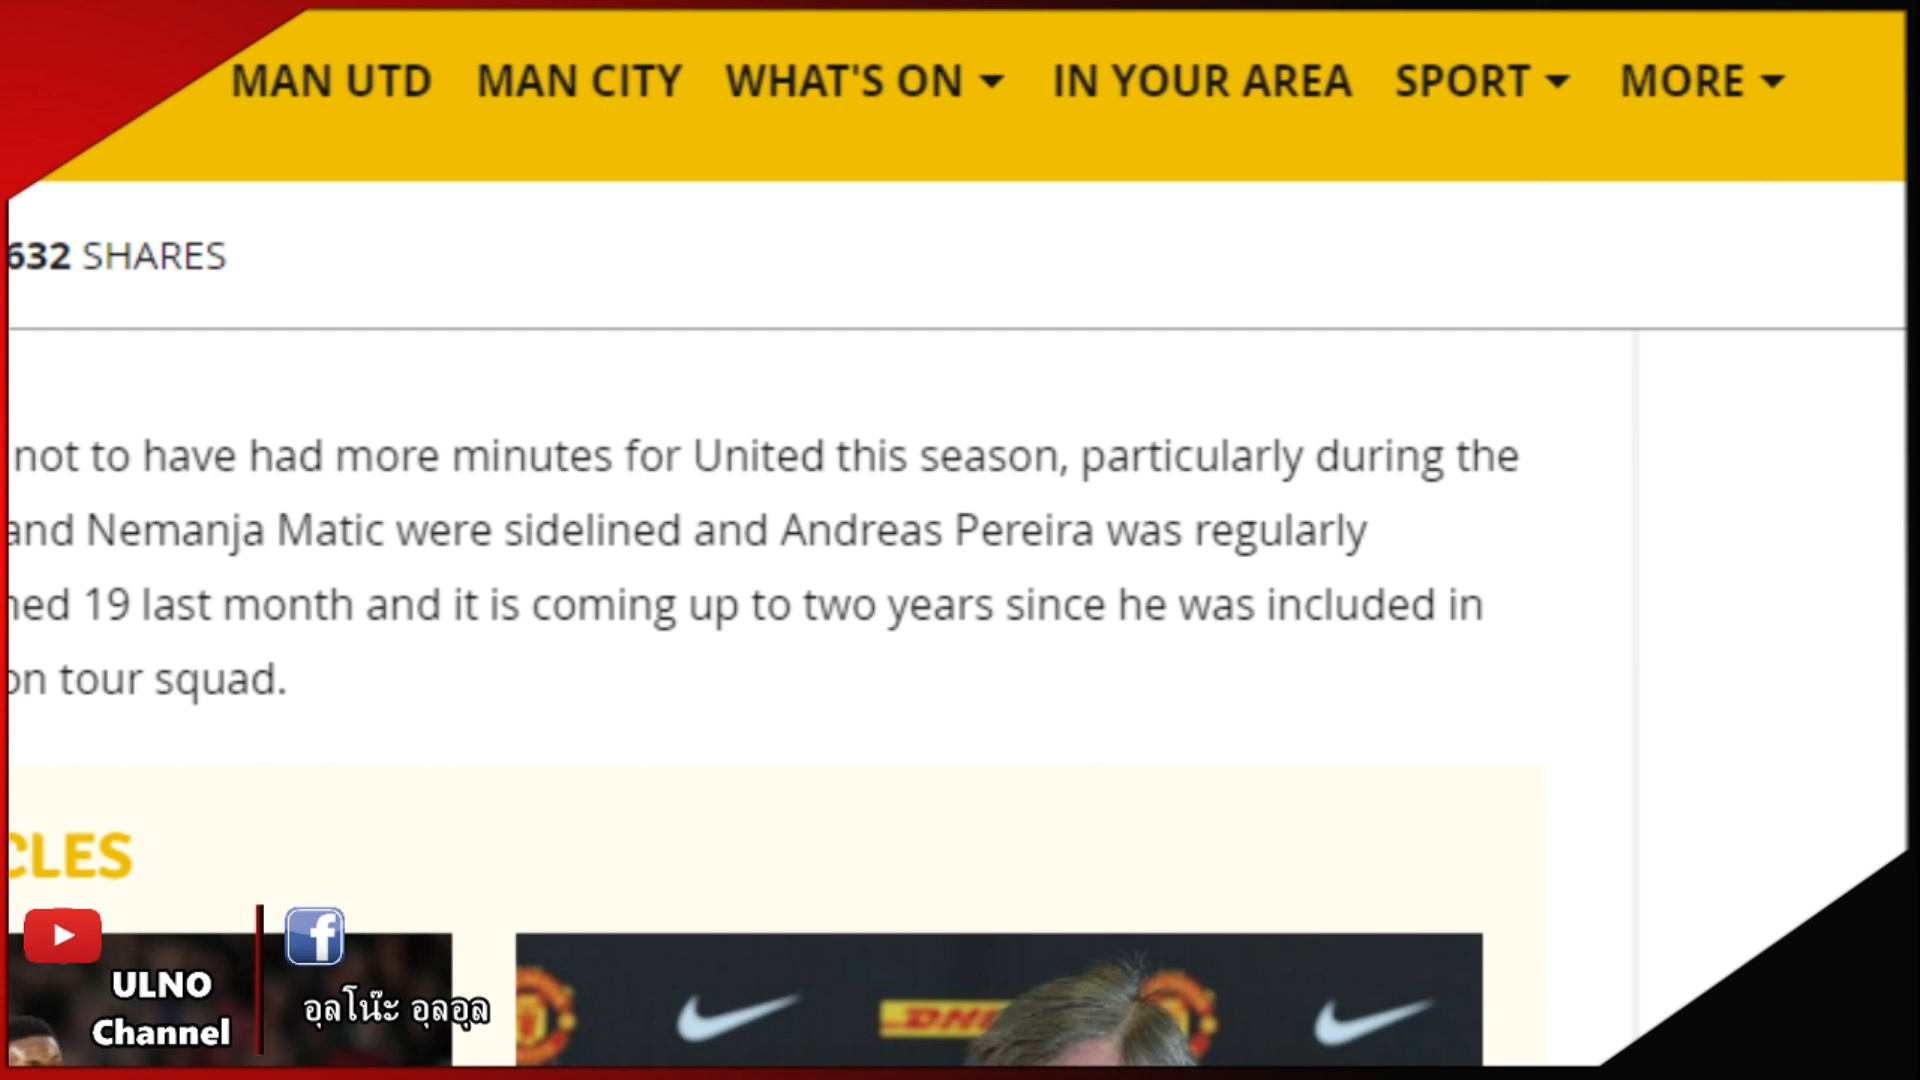 MAN UTD MAN CITY WHAT'S ON IN YOUR AREA SPORT MORE
632 SHARES
not to have had more minutes for United this season, particularly during the
and Nemanja Matic were sidelined and Andreas Pereira was regularly
ned 19 last month and it is coming up to two years since he was included in
on tour squad.
CLES
ULNO
Channel
อุลโน๊ะ อุลอุล
DHL